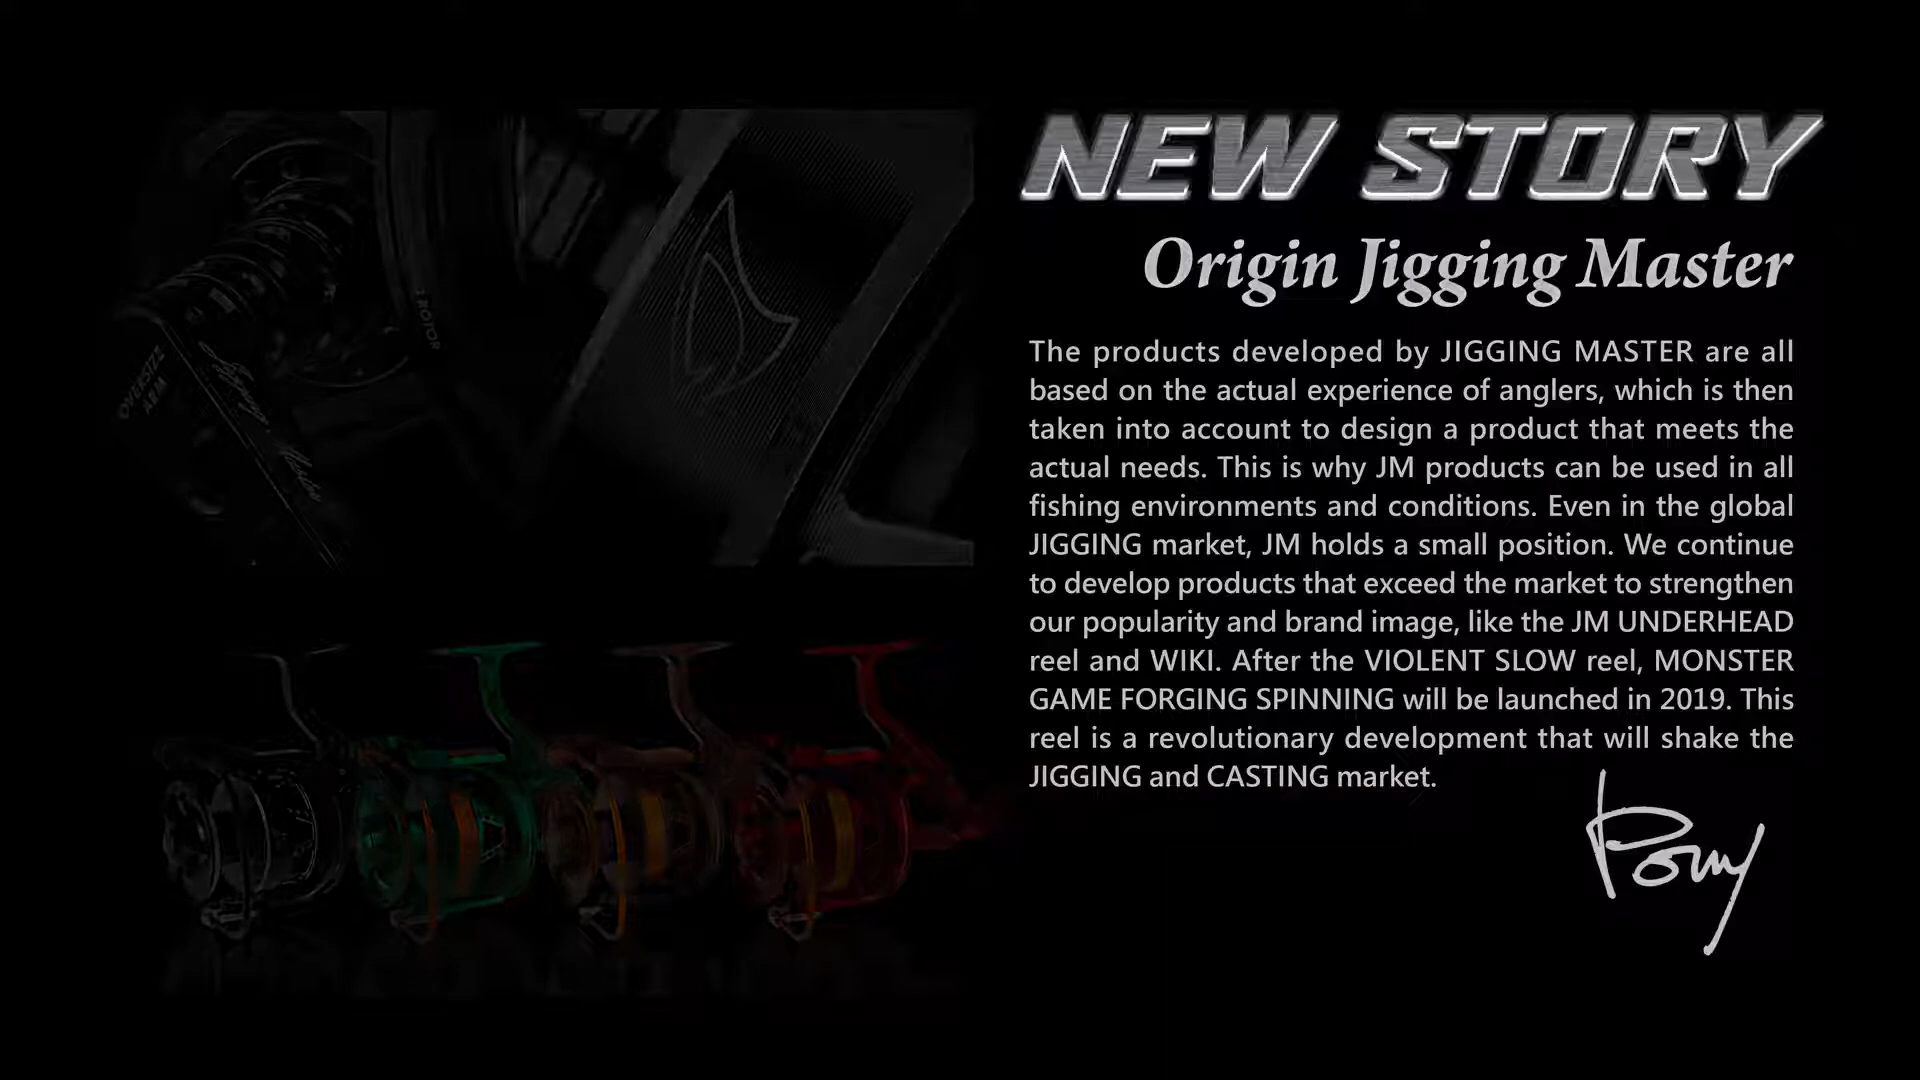 NEW STORY
Origin Jigging Master
The products developed by JIGGING MASTER are all
based on the actual experience of anglers, which is then
taken into account to design a product that meets the
actual needs. This is why JM products can be used in all
fishing environments and conditions. Even in the global
JIGGING market, JM holds a small position. We continue
to develop products that exceed the market to strengthen
our popularity and brand image, like the JM UNDERHEAD
reel and WIKI. After the VIOLENT SLOW reel, MONSTER
GAME FORGING SPINNING will be launched in 2019. This
reel is a revolutionary development that will shake the
JIGGING and CASTING market.
OVERSIZE
ARM
Jigging Master
ROTOR